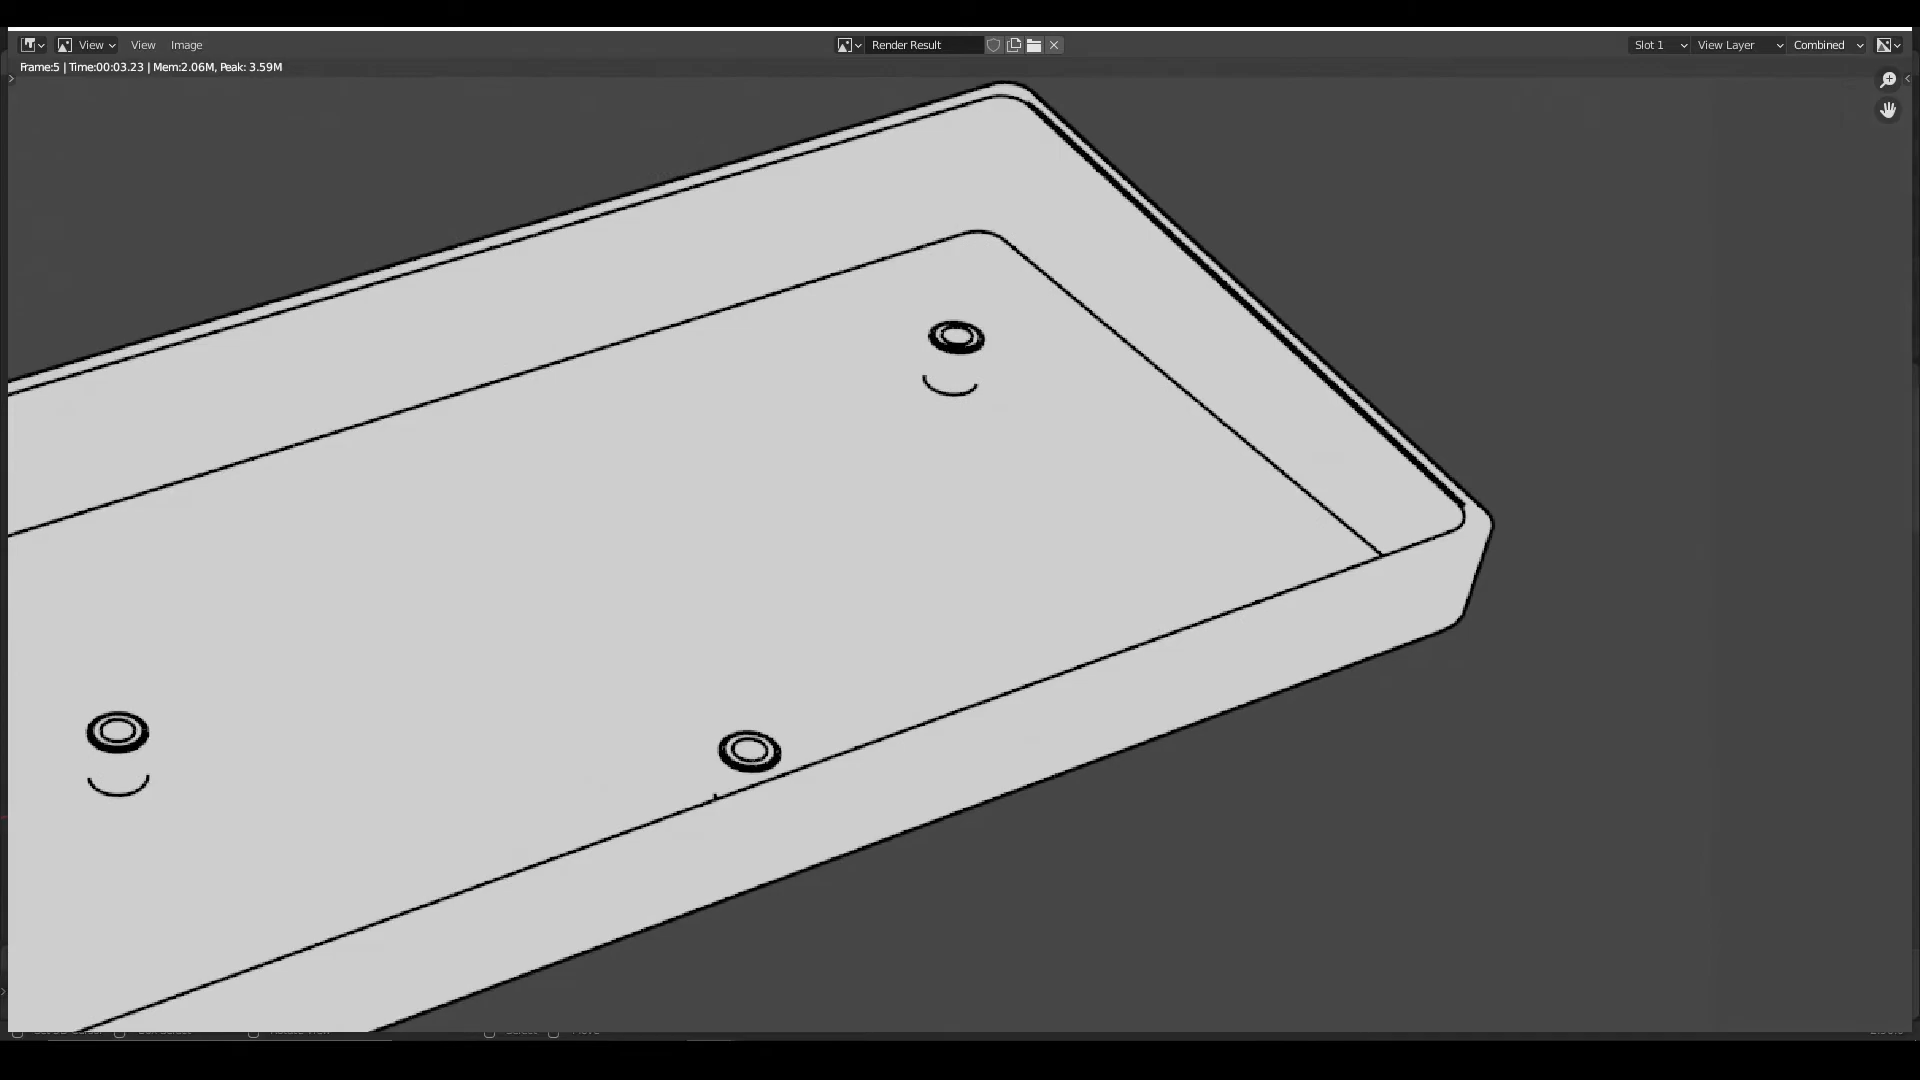 View View Image Render Result Slot 1 View Layer Combined
Frame:5 | Time:00:03.23 | Mem:2.06M, Peak: 3.59M